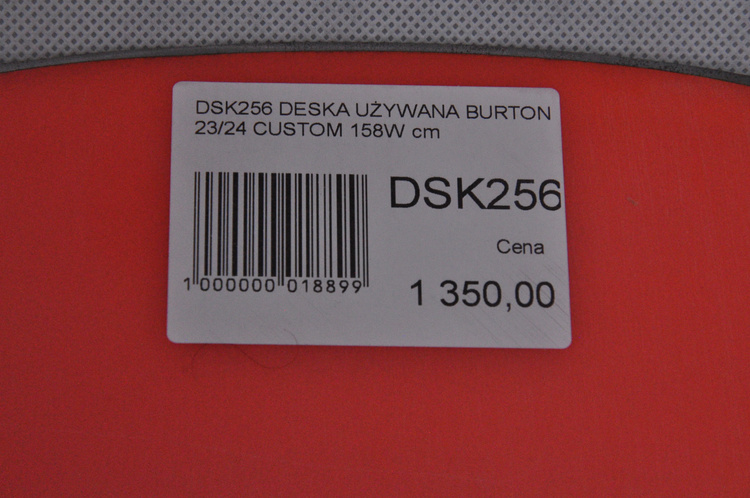 DSK256 DESKA UŻYWANA BURTON
23/24 CUSTOM 158W cm
DSK256
Cena
1 350,00
1 000000 018899